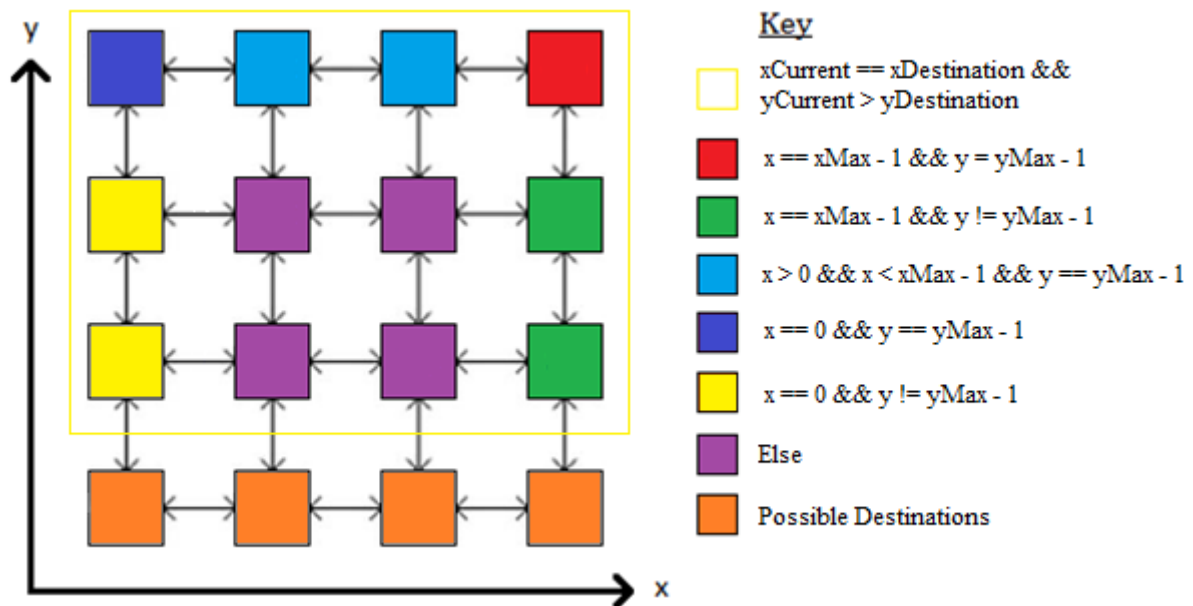 y
Key
xCurrent == xDestination &&
yCurrent > yDestination
x == xMax - 1 && y = yMax - 1
x == xMax - 1 && y != yMax - 1
x > 0 && x < xMax - 1 && y == yMax - 1
x == 0 && y == yMax - 1
x == 0 && y != yMax - 1
Else
Possible Destinations
x